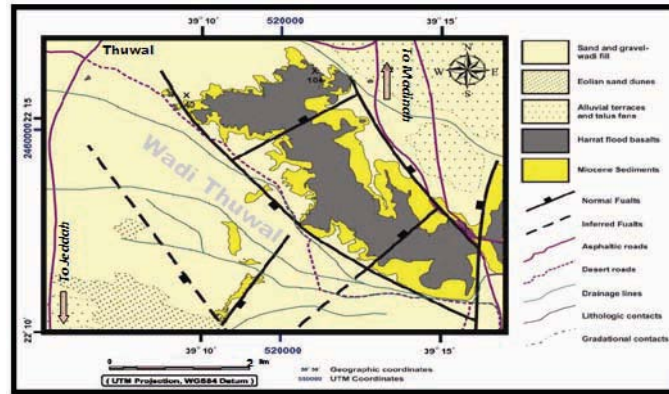 39° 10'
520000
39° 15'
Thuwal
To Madinah
N
W
E
S
104
40
22 15
2460000
Wadi Thuwal
To Jeddah
22° 10'
39° 10'
520000
39° 15'
0
2
( UTM Projection, WGS84 Datum )
Geographic coordinates
UTM Coordinates
Sand and gravel-
wadi fill
Eolian sand dunes
Alluvial terraces
and talus fans
Harrat flood basalts
Miocene Sediments
Normal Fualts
Inferred Fualts
Asphaltic roads
Desert roads
Drainage lines
Lithologic contacts
Gradational contacts